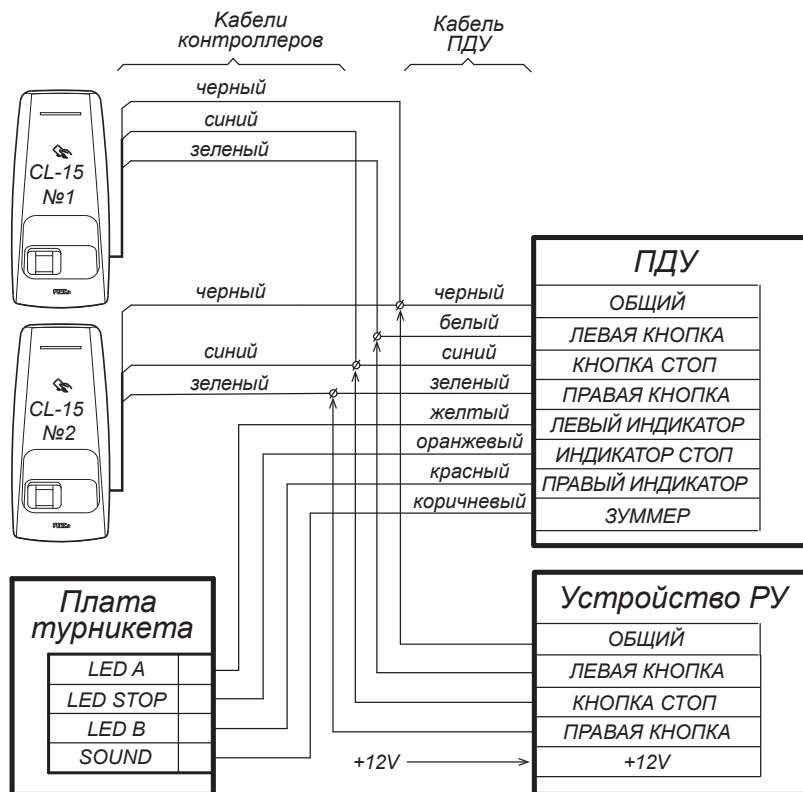 Кабели
контроллеров
Кабель
ПДУ
черный
синий
зеленый
CL-15
№1
PERCo
черный
синий
зеленый
CL-15
№2
PERCo
черный
белый
синий
зеленый
желтый
оранжевый
красный
коричневый
ПДУ
ОБЩИЙ
ЛЕВАЯ КНОПКА
КНОПКА СТОП
ПРАВАЯ КНОПКА
ЛЕВЫЙ ИНДИКАТОР
ИНДИКАТОР СТОП
ПРАВЫЙ ИНДИКАТОР
ЗУММЕР
Плата
турникета
LED A
LED STOP
LED B
SOUND
Устройство РУ
ОБЩИЙ
ЛЕВАЯ КНОПКА
КНОПКА СТОП
ПРАВАЯ КНОПКА
+12V
+12V